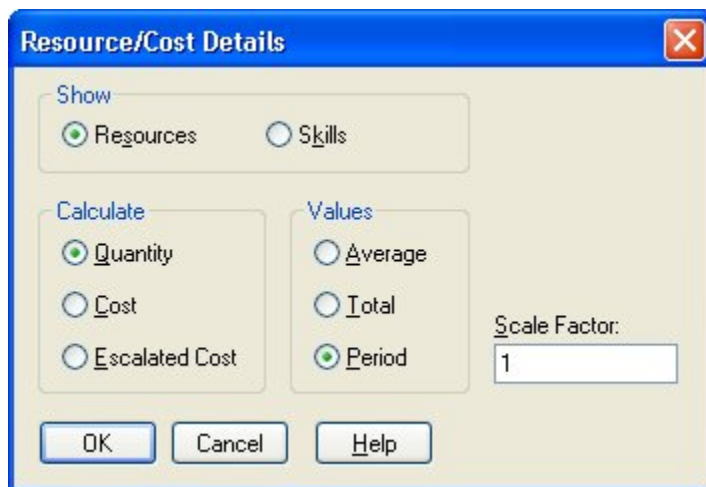 Resource/Cost Details
Show
Resources Skills
Calculate Values
Quantity Average
Cost Total
Scale Factor:
Escalated Cost Period 1
OK Cancel Help